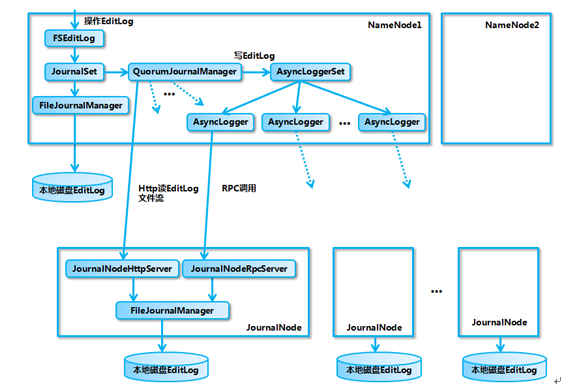 操作EditLog
NameNode1
NameNode2
FSEditLog
写EditLog
JournalSet
QuorumJournalManager
AsyncLoggerSet
...
FileJournalManager
AsyncLogger
AsyncLogger
...
AsyncLogger
本地磁盘EditLog
Http读EditLog
文件流
RPC调用
JournalNodeHttpServer
JournalNodeRpcServer
...
FileJournalManager
JournalNode
JournalNode
JournalNode
本地磁盘EditLog
本地磁盘EditLog
本地磁盘EditLog